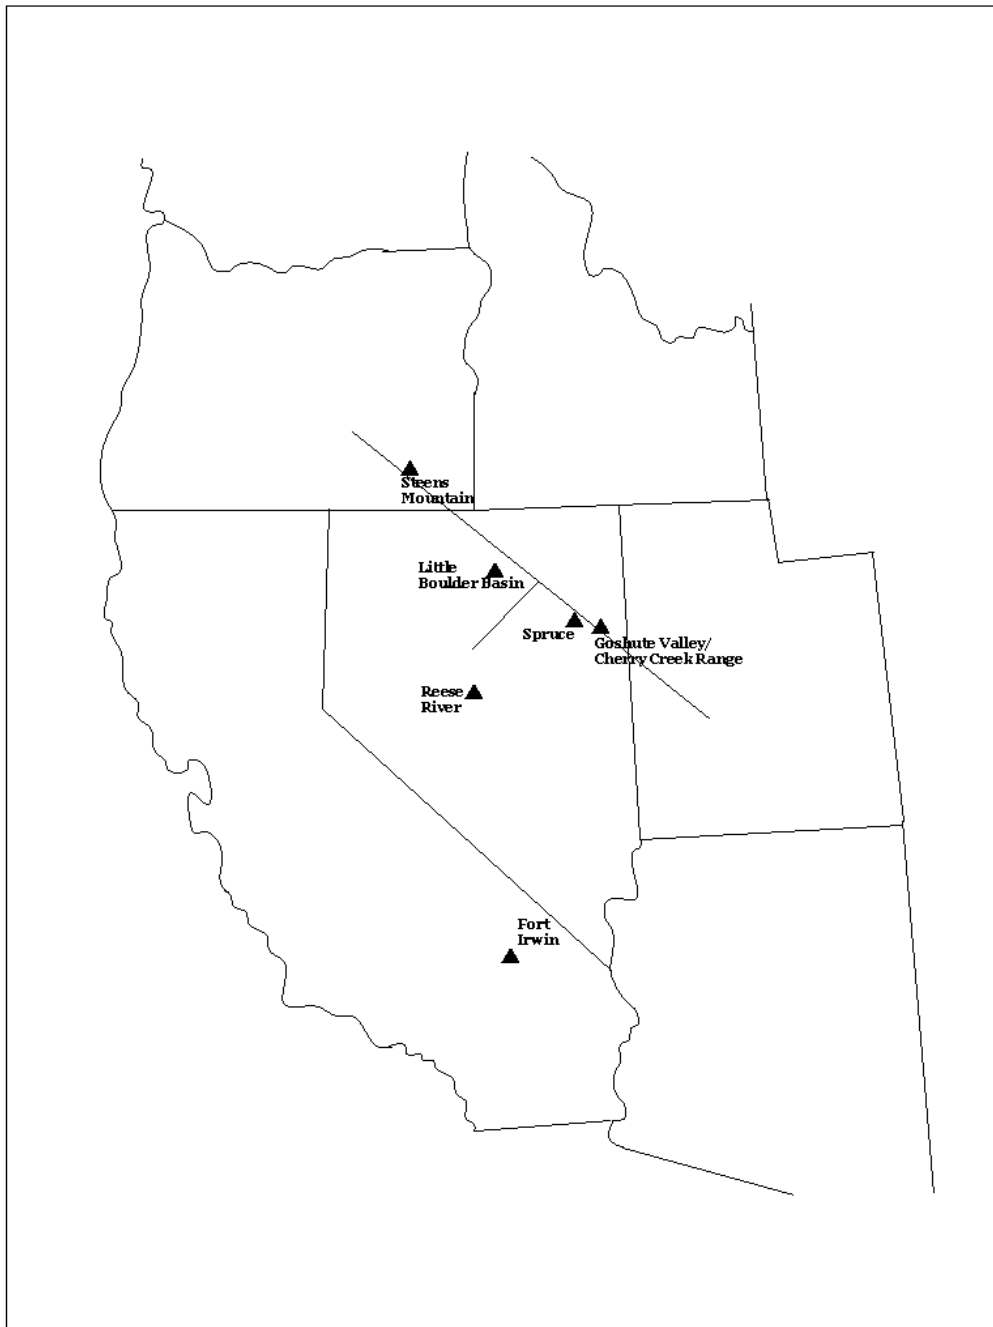 Steens
Mountain
Little
Boulder Basin
Spruce
Goshute Valley/
Cherry Creek Range
Reese
River
Fort
Irwin